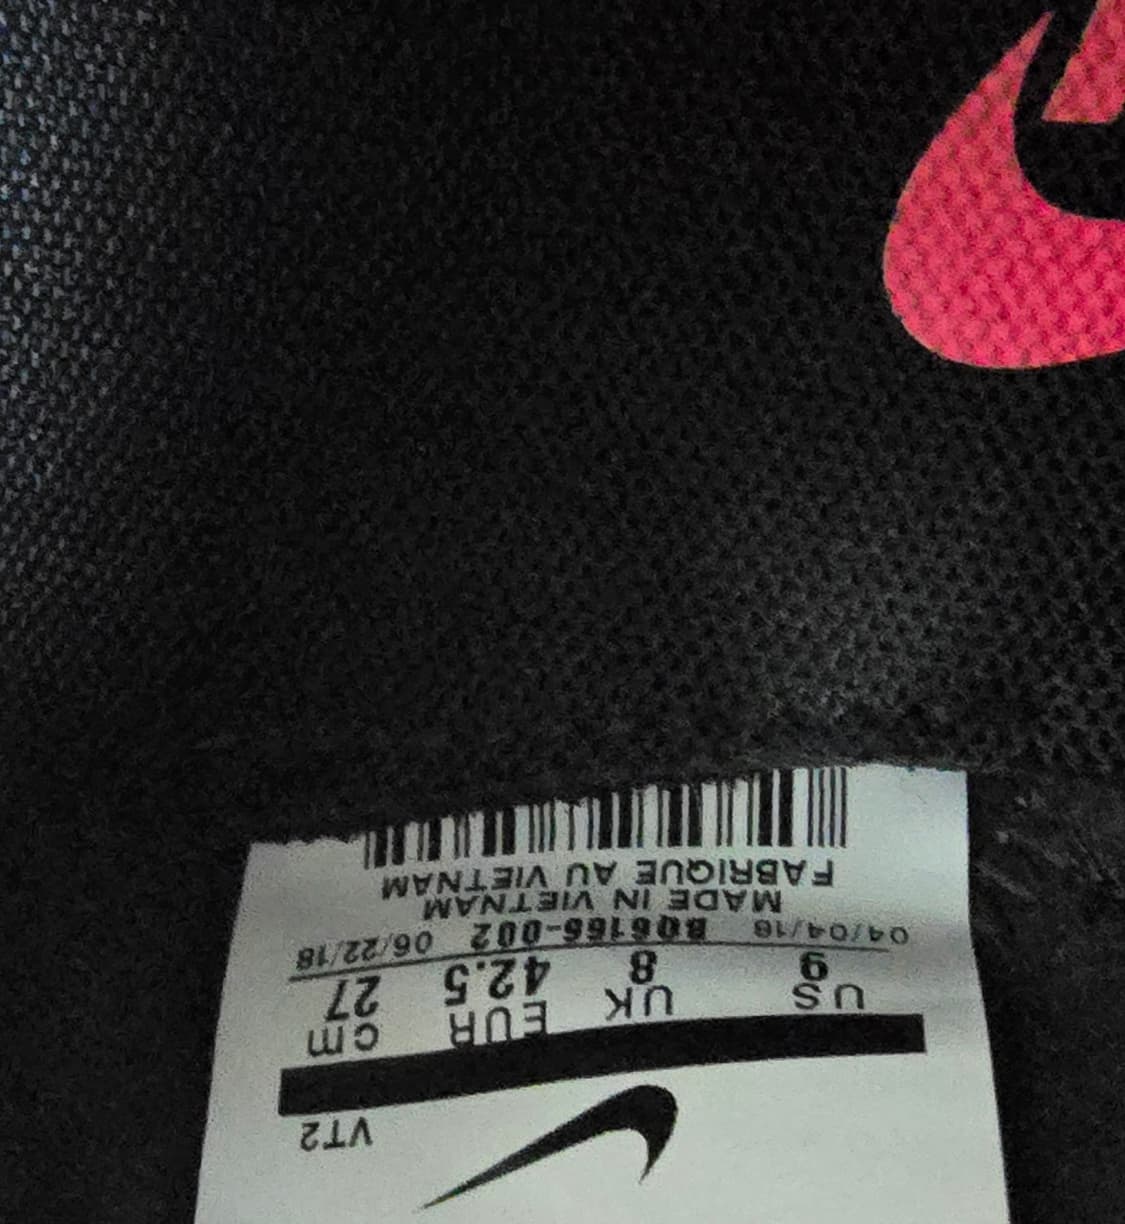 VT2
US UK EUR cm
9 8 42.5 27
04/04/18 BQ6166-002 06/22/18
MADE IN VIETNAM
FABRIQUE AU VIETNAM